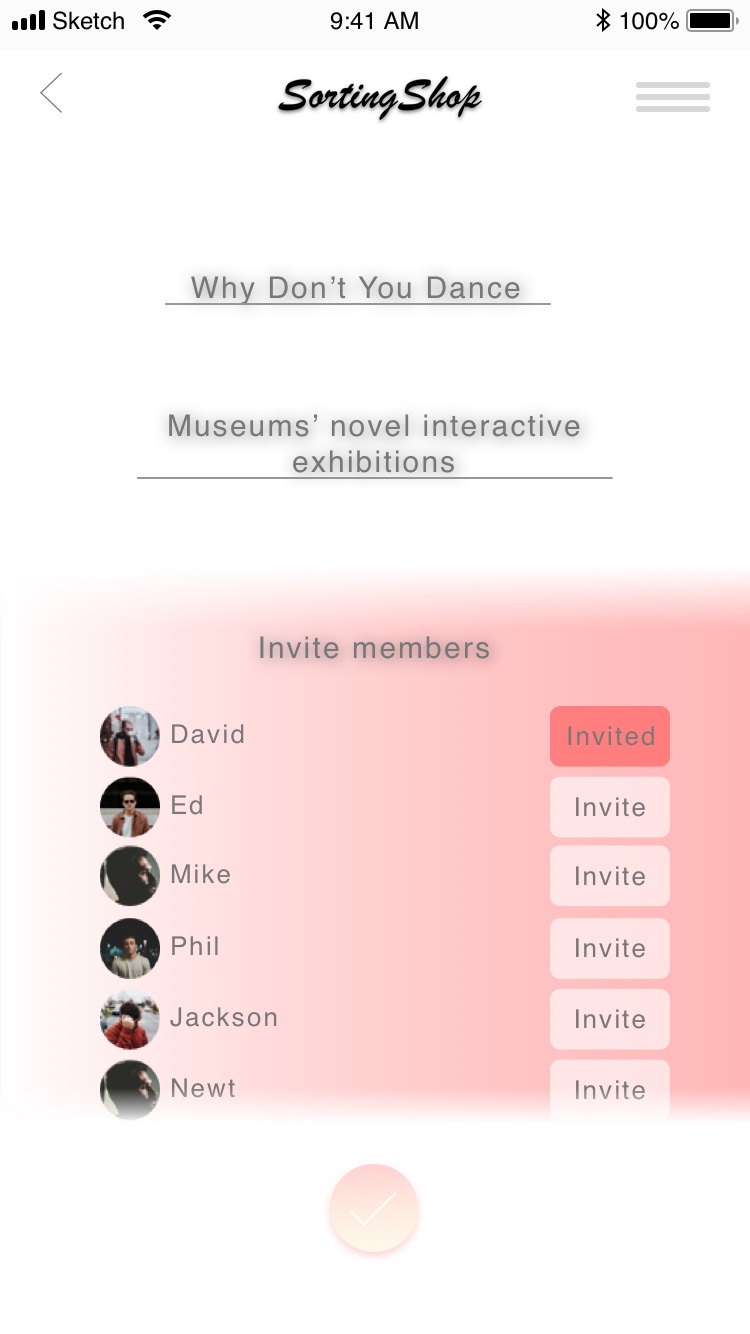 Sketch 9:41 AM 100%
SortingShop
Why Don’t You Dance
Museums’ novel interactive
exhibitions
Invite members
David Invited
Ed Invite
Mike Invite
Phil Invite
Jackson Invite
Newt Invite